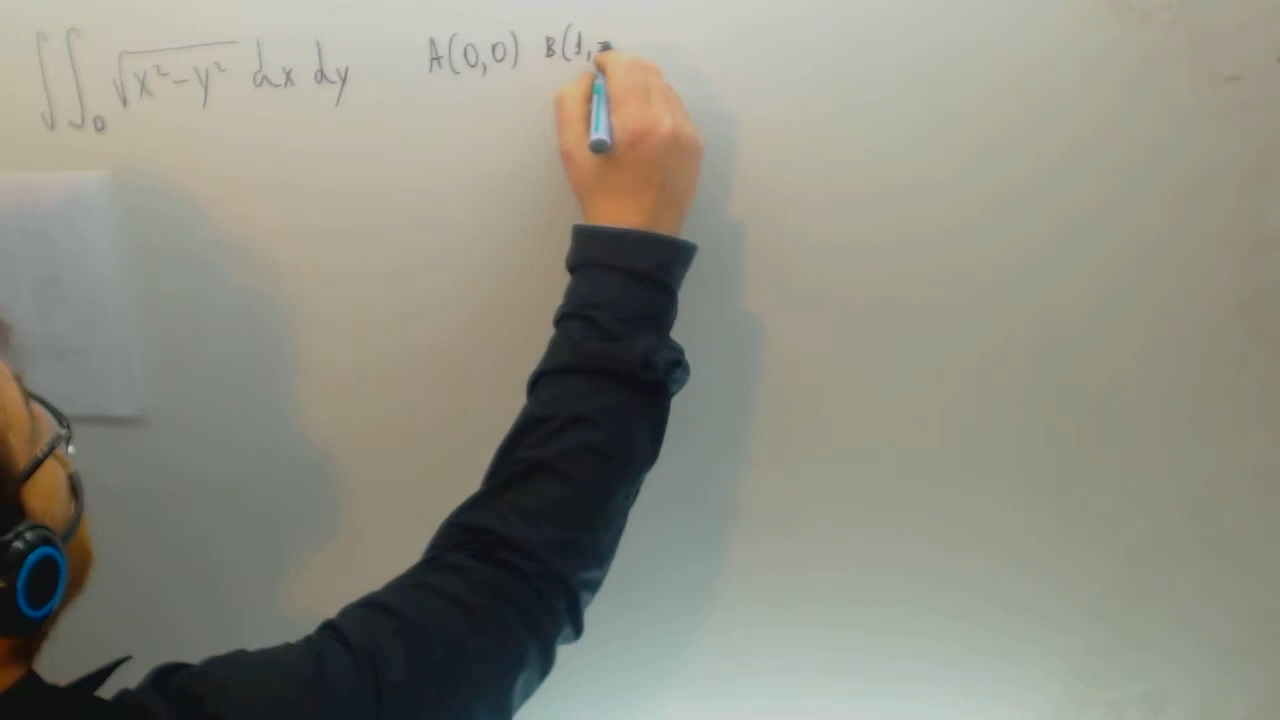 ∬_D √(x²-y²) dx dy A(0,0) B(1,